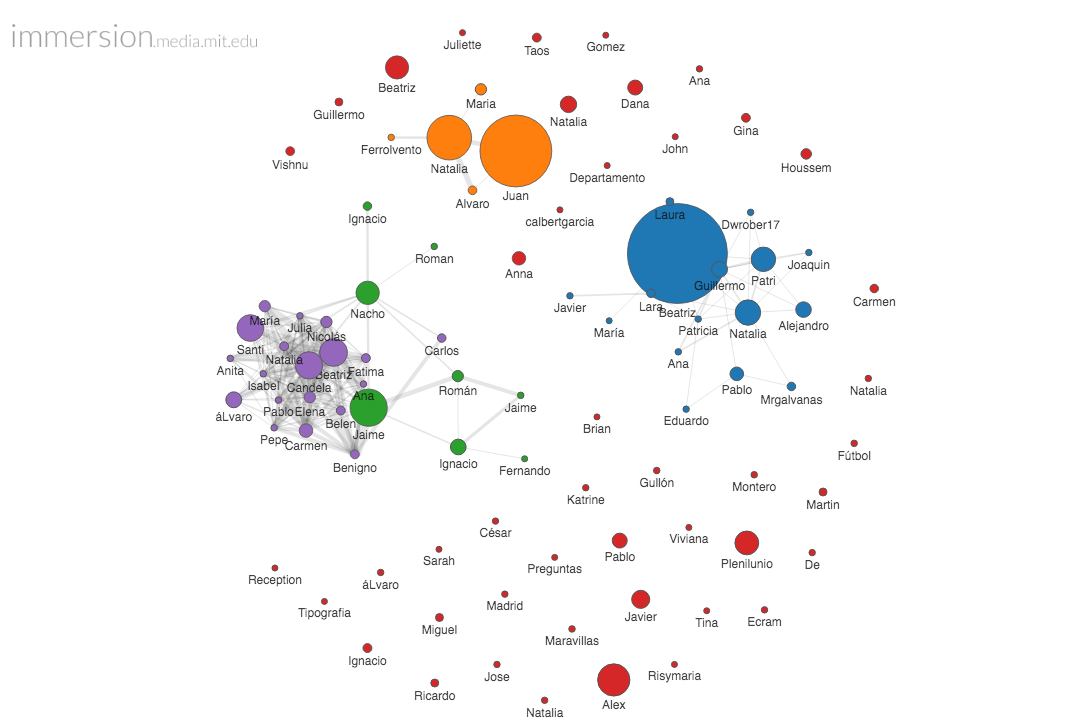 immersion.media.mit.edu
Juliette
Taos
Gomez
Beatriz
Ana
Maria
Dana
Guillermo
Natalia
Gina
Ferrolvento
John
Vishnu
Natalia
Houssem
Departamento
Juan
Alvaro
Laura
Ignacio
calbertgarcia
Dwrober17
Roman
Joaquin
Anna
Patri
Guillermo
Carmen
Javier
Lara
Beatriz
Nacho
María
Julia
Alejandro
María
Patricia
Natalia
Nicolás
Santi
Carlos
Natalia
Ana
Anita
Beatriz
Fatima
Isabel
Candela
Román
Pablo
Natalia
Ana
Mrgalvanas
Jaime
áLvaro
Pablo
Elena
Belen
Eduardo
Brian
Jaime
Pepe
Carmen
Fútbol
Ignacio
Benigno
Fernando
Gullón
Montero
Katrine
Martin
César
Viviana
Sarah
Pablo
Plenilunio
De
Preguntas
Reception
áLvaro
Madrid
Tipografia
Javier
Tina
Ecram
Miguel
Maravillas
Ignacio
Jose
Risymaria
Ricardo
Alex
Natalia